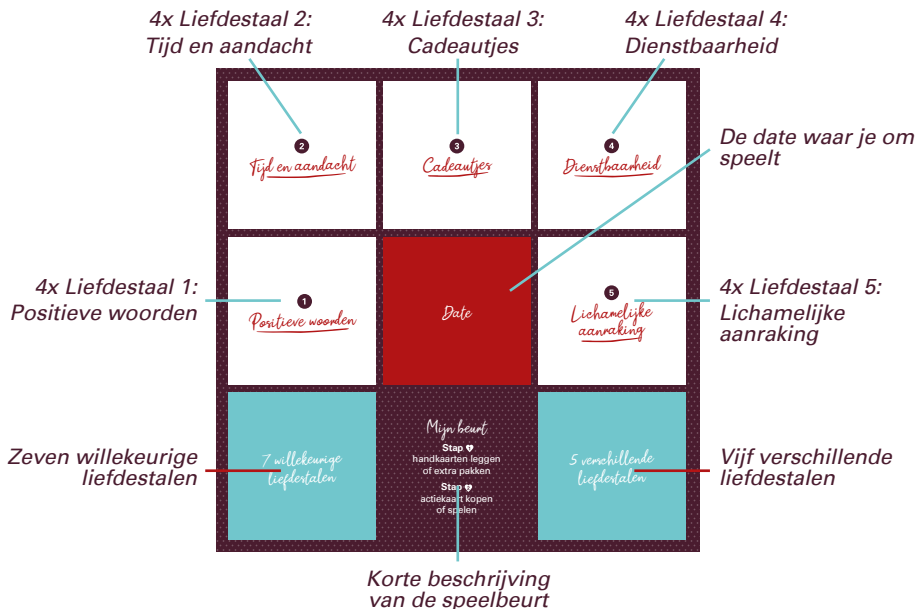 4x Liefdestaal 2:
Tijd en aandacht
4x Liefdestaal 3:
Cadeautjes
4x Liefdestaal 4:
Dienstbaarheid
2
Tijd en aandacht
3
Cadeautjes
4
Dienstbaarheid
De date waar je om
speelt
4x Liefdestaal 1:
Positieve woorden
1
Positieve woorden
Date
5
Lichamelijke
aanraking
4x Liefdestaal 5:
Lichamelijke
aanraking
Zeven willekeurige
liefdestalen
7 willekeurige
liefdestalen
Mijn beurt
Stap 1
handkaarten leggen
of extra pakken
Stap 2
actiekaart kopen
of spelen
5 verschillende
liefdestalen
Vijf verschillende
liefdestalen
Korte beschrijving
van de speelbeurt